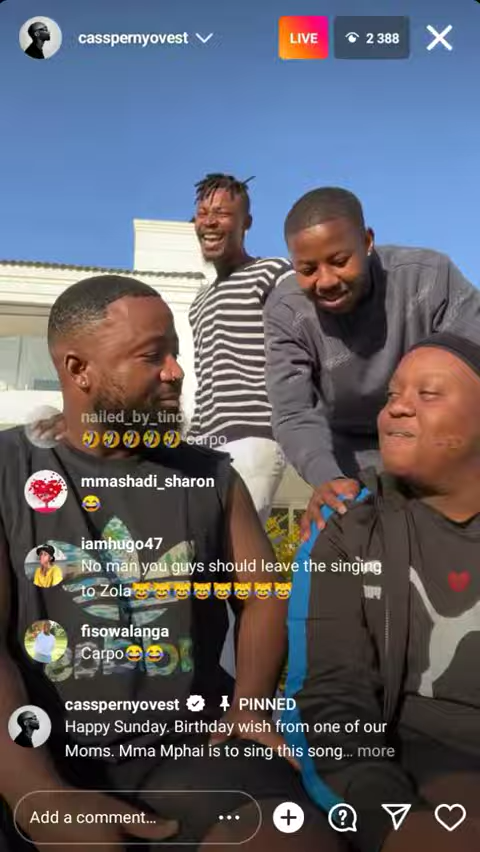 casspernyovest
LIVE
2 388
nailed_by_tino
🤣🤣🤣🤣🤣 carpo
mmashadi_sharon
😂
iamhugo47
No man you guys should leave the singing
to Zola😹😹😹😹😹😹😹😹
fisowalanga
Carpo😂😂
casspernyovest PINNED
Happy Sunday. Birthday wish from one of our
Moms. Mma Mphai is to sing this song... more
Add a comment...